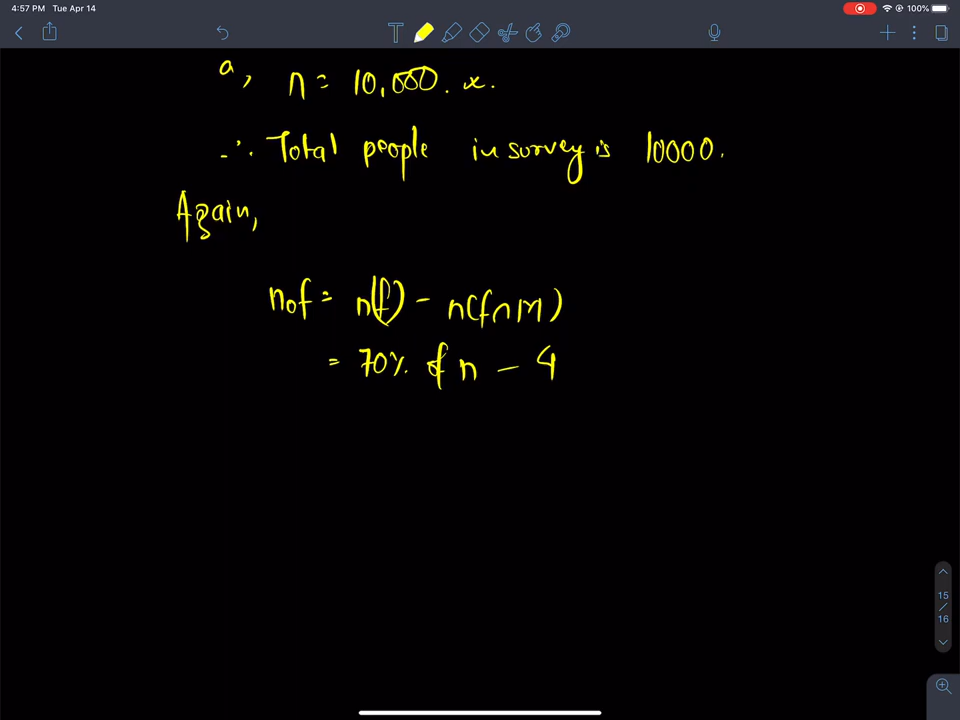 4:57 PM Tue Apr 14 100%
a, n = 10,000. x.
∴ Total people in survey is 10000.
Again,
nof = n(f) - n(f∩M)
= 70% of n - 4
15
/
16